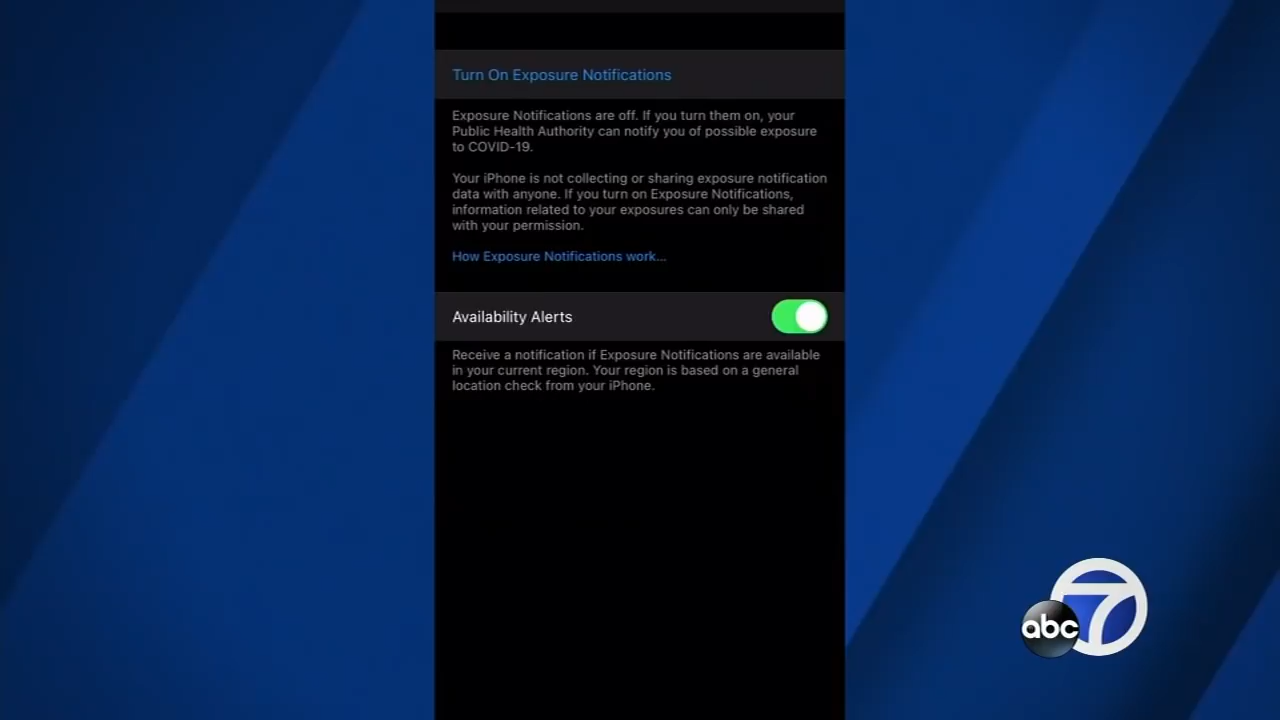 Turn On Exposure Notifications
Exposure Notifications are off. If you turn them on, your
Public Health Authority can notify you of possible exposure
to COVID-19.
Your iPhone is not collecting or sharing exposure notification
data with anyone. If you turn on Exposure Notifications,
information related to your exposures can only be shared
with your permission.
How Exposure Notifications work...
Availability Alerts
Receive a notification if Exposure Notifications are available
in your current region. Your region is based on a general
location check from your iPhone.
abc 7